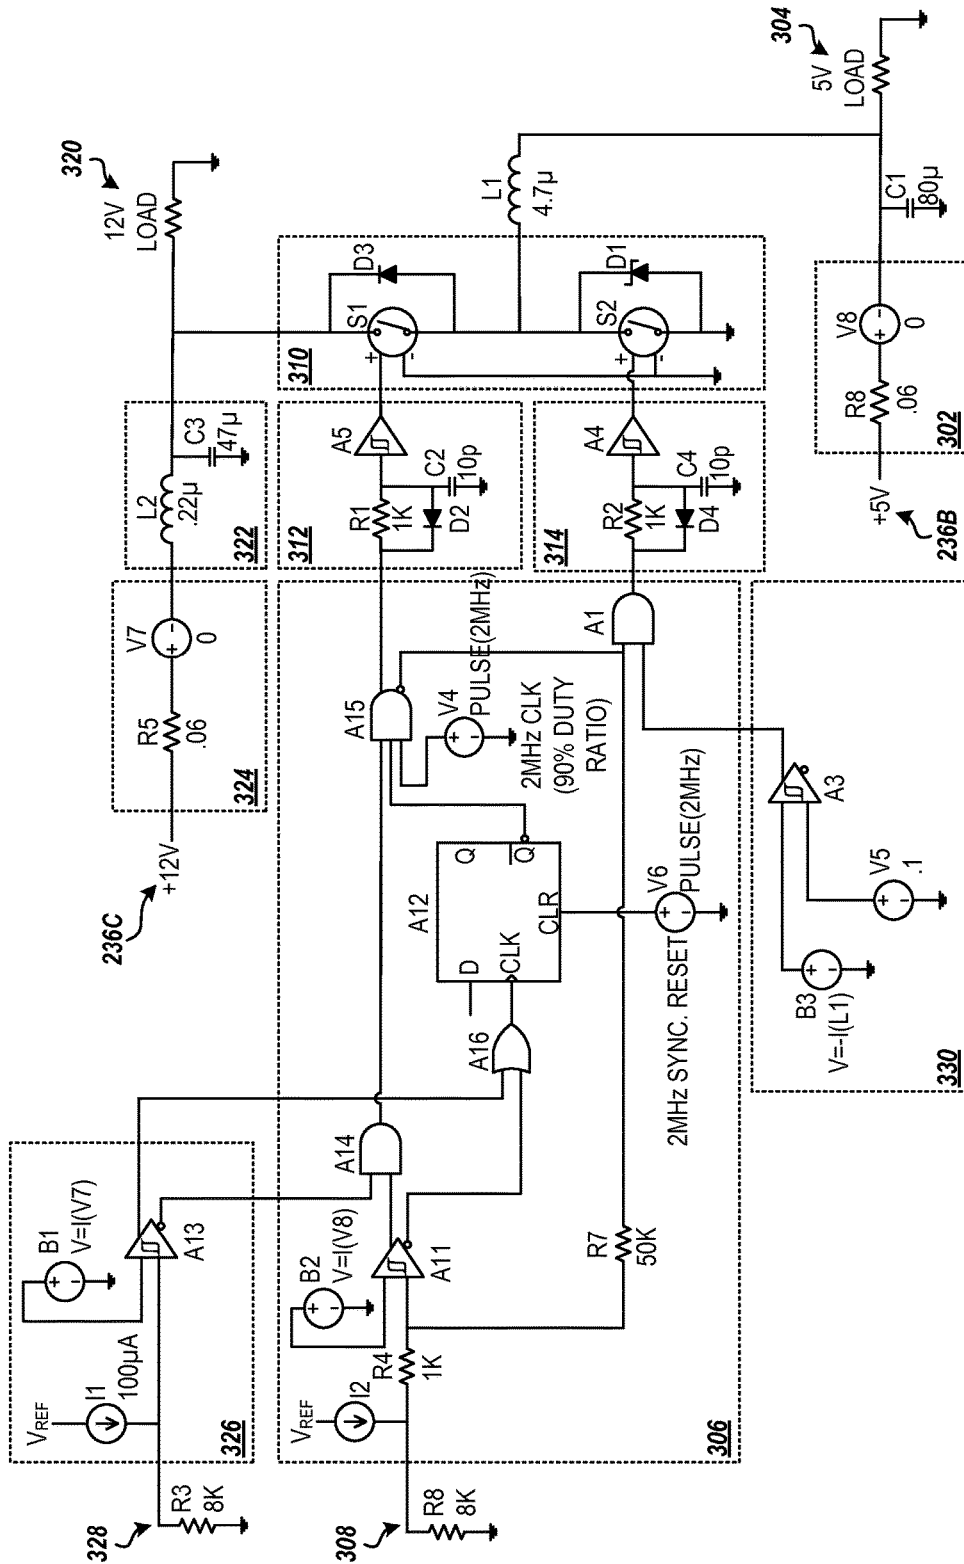 236C
+12V
R5
.06
V7
+
-
0
324
L2
.22µ
C3
47µ
322
320
12V
LOAD
310
D3
S1
+
-
D1
S2
+
-
L1
4.7µ
304
5V
LOAD
C1
80µ
V8
+
-
0
R8
.06
302
+5V
236B
312
R1
1K
D2
C2
10p
A5
314
R2
1K
D4
C4
10p
A4
328
R3
8K
VREF
I1
100µA
B1
V=I(V7)
+
-
A13
326
308
R8
8K
VREF
I2
R4
1K
B2
V=I(V8)
+
-
A11
A14
A16
R7
50K
306
D
Q
CLK
Q
CLR
A12
A15
V4
PULSE(2MHz)
+
-
2MHz CLK
(90% DUTY
RATIO)
V6
PULSE(2MHz)
+
-
2MHz SYNC. RESET
A1
B3
V=-I(L1)
+
-
V5
.1
+
-
A3
330